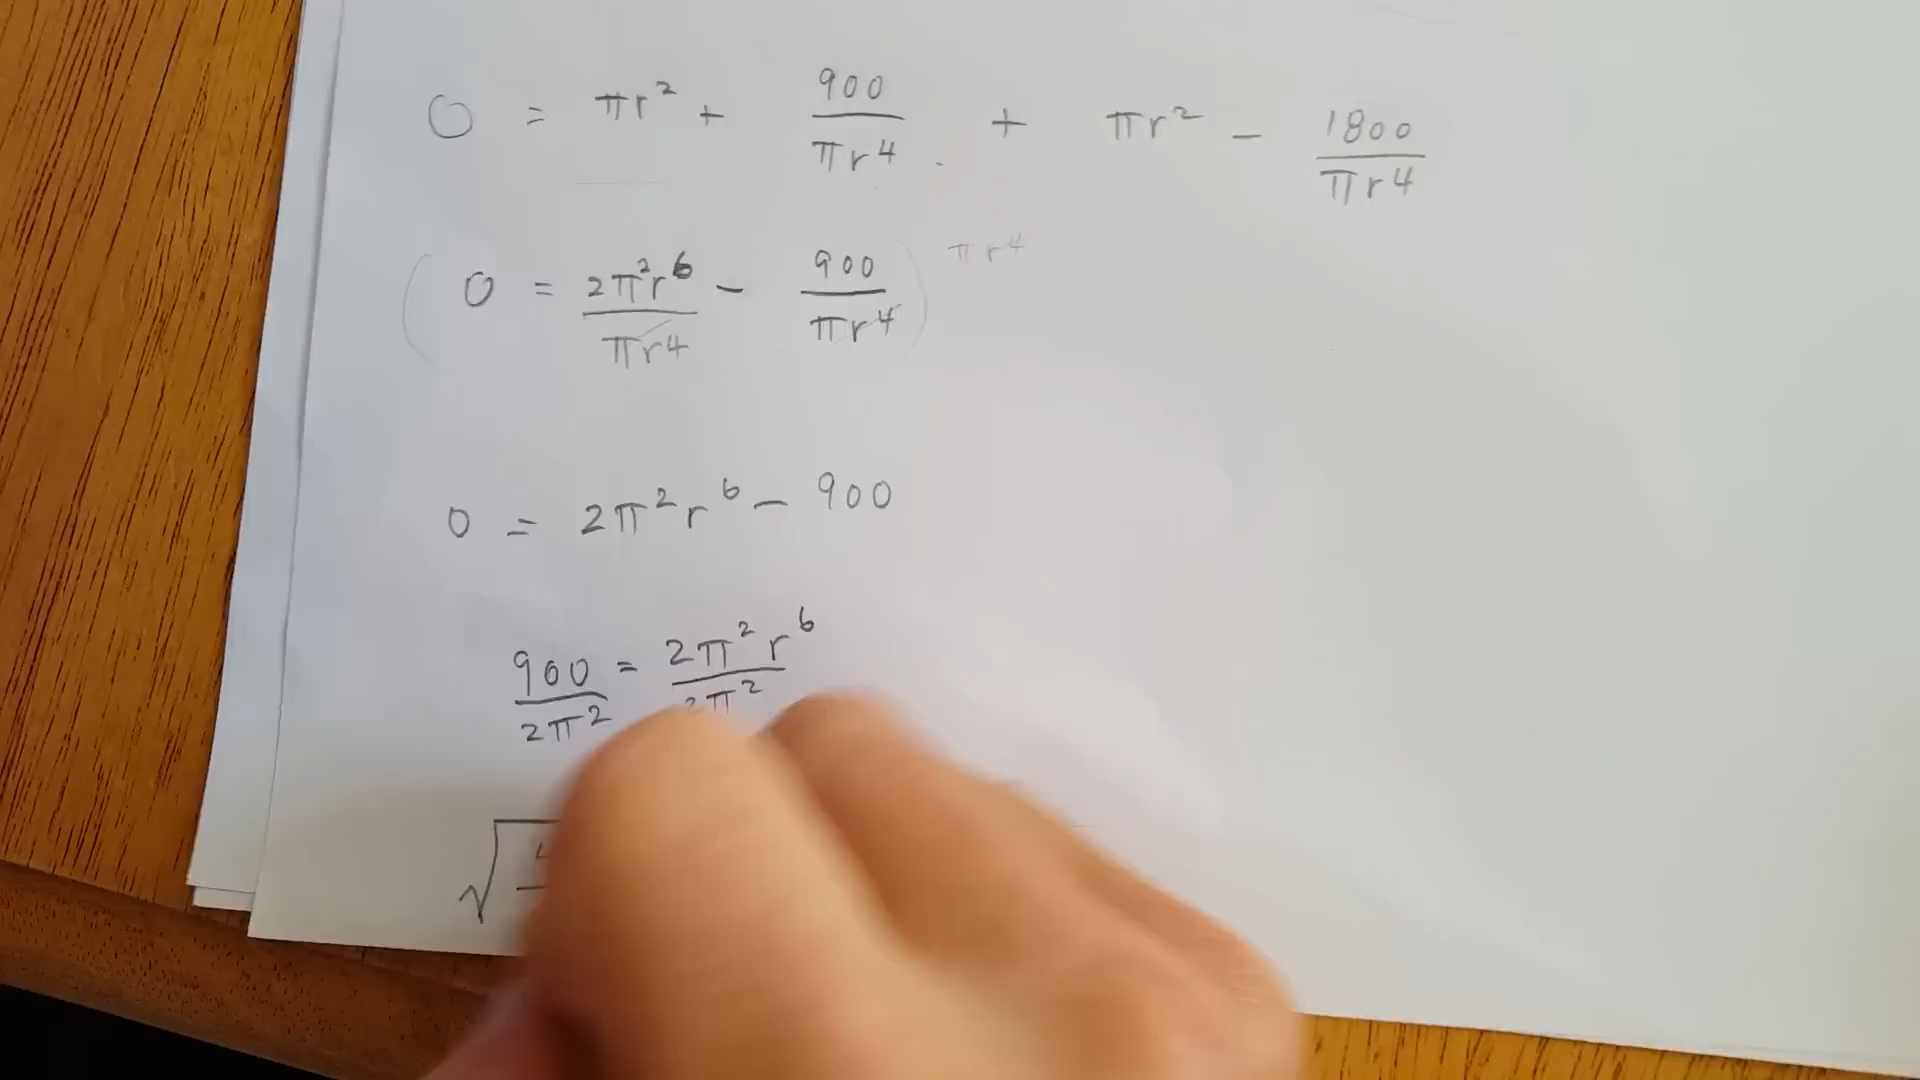 0 = πr² + 900/πr⁴ + πr² - 1800/πr⁴
(0 = 2π²r⁶/πr⁴ - 900/πr⁴) πr⁴
0 = 2π²r⁶ - 900
900/2π² = 2π²r⁶/2π²
√